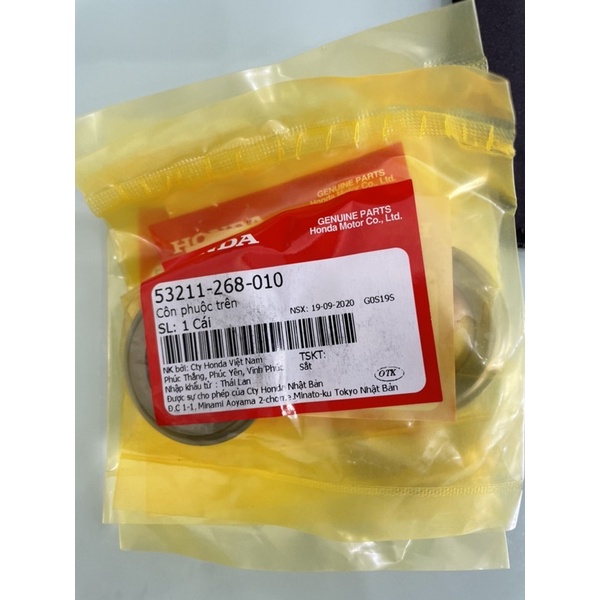 GENUINE PARTS
Honda Motor Co., Ltd.
HONDA
GENUINE PARTS
Honda Motor Co., Ltd.
53211-268-010
Côn phuộc trên
NSX: 19-09-2020 G0S19S
SL: 1 Cái
NK bởi: Cty Honda Việt Nam
Phúc Thắng, Phúc Yên, Vĩnh Phúc
TSKT:
Sắt
Nhập khẩu từ : Thái Lan
OTK
Được sự cho phép của Cty Honda Nhật Bản
Đ.C 1-1, Minami Aoyama 2-chome,Minato-ku Tokyo Nhật Bản